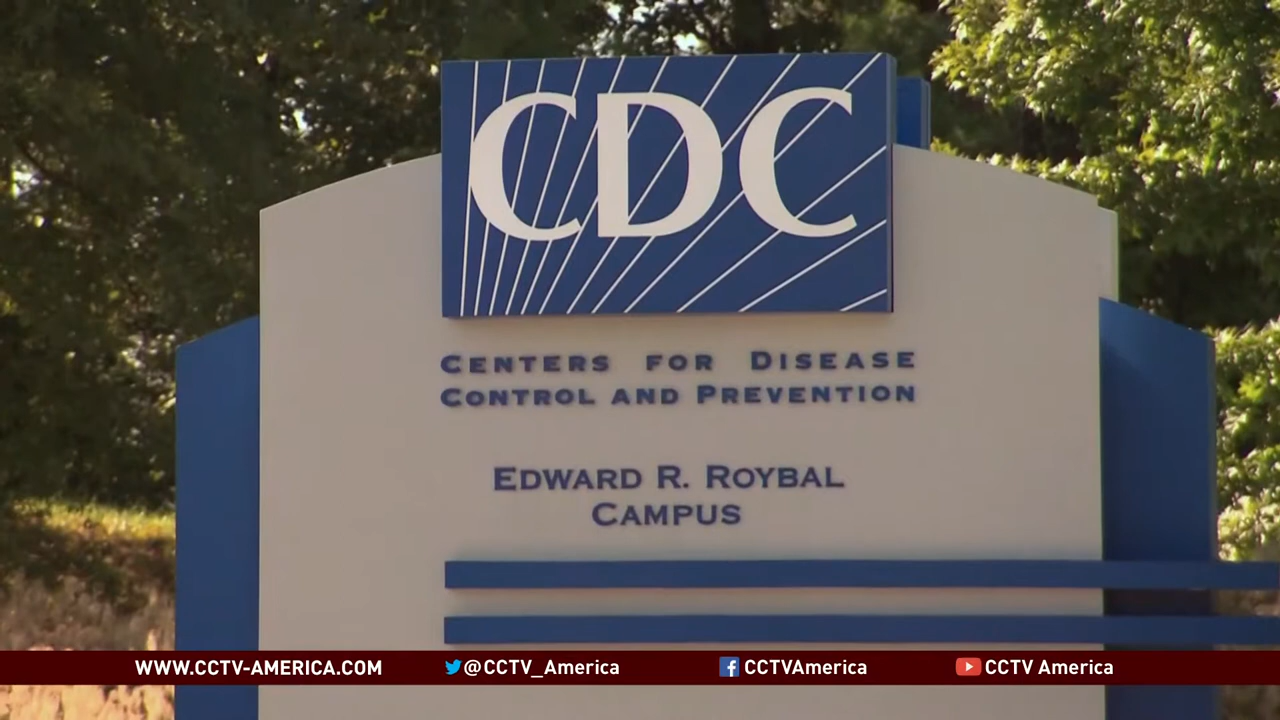 CDC
CENTERS FOR DISEASE
CONTROL AND PREVENTION
EDWARD R. ROYBAL
CAMPUS
WWW.CCTV-AMERICA.COM @CCTV_America CCTVAmerica CCTV America